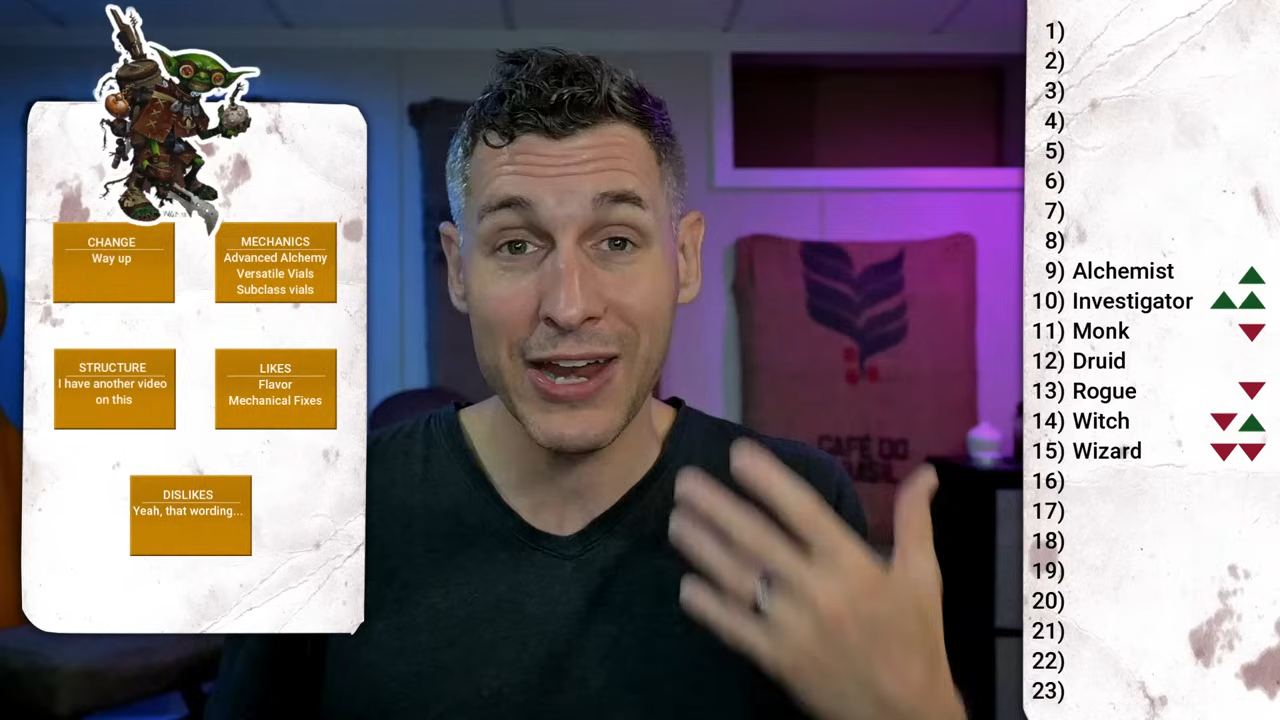 CHANGE
Way up
MECHANICS
Advanced Alchemy
Versatile Vials
Subclass vials
STRUCTURE
I have another video
on this
LIKES
Flavor
Mechanical Fixes
DISLIKES
Yeah, that wording...
CAFÉ DO
BRASIL
1)
2)
3)
4)
5)
6)
7)
8)
9) Alchemist
10) Investigator
11) Monk
12) Druid
13) Rogue
14) Witch
15) Wizard
16)
17)
18)
19)
20)
21)
22)
23)